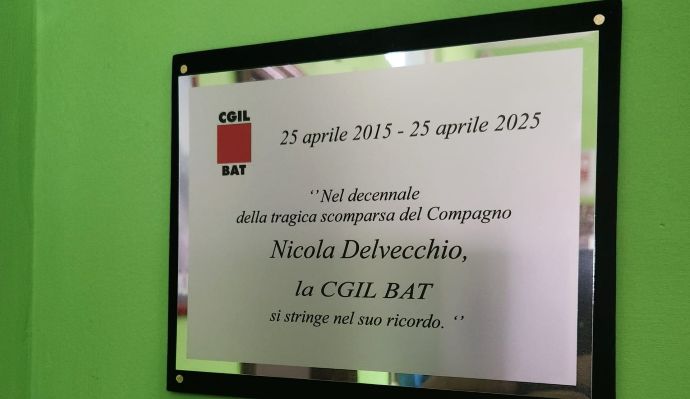 CGIL
BAT
25 aprile 2015 - 25 aprile 2025
‘’ Nel decennale
della tragica scomparsa del Compagno
Nicola Delvecchio,
la CGIL BAT
si stringe nel suo ricordo. ‘’